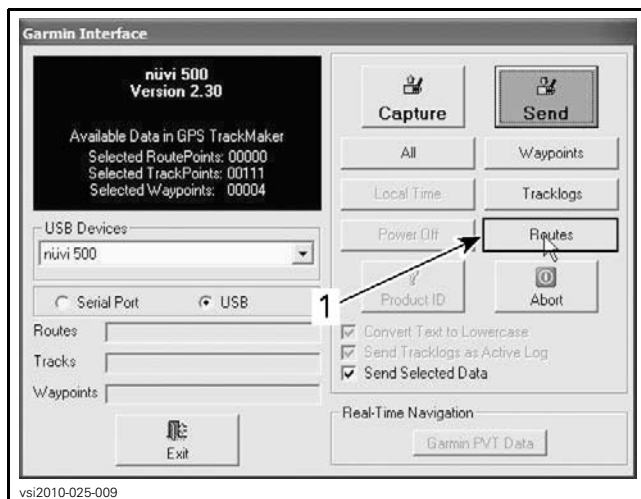 Garmin Interface
nüvi 500
Version 2.30
Available Data in GPS TrackMaker
Selected RoutePoints: 00000
Selected TrackPoints: 00111
Selected Waypoints: 00004
USB Devices
nüvi 500
Serial Port
USB
Routes
Tracks
Waypoints
Exit
Capture
Send
All
Waypoints
Local Time
Tracklogs
Power Off
Routes
1
Product ID
Abort
Convert Text to Lowercase
Send Tracklogs as Active Log
Send Selected Data
Real-Time Navigation
Garmin PVT Data
vsi2010-025-009